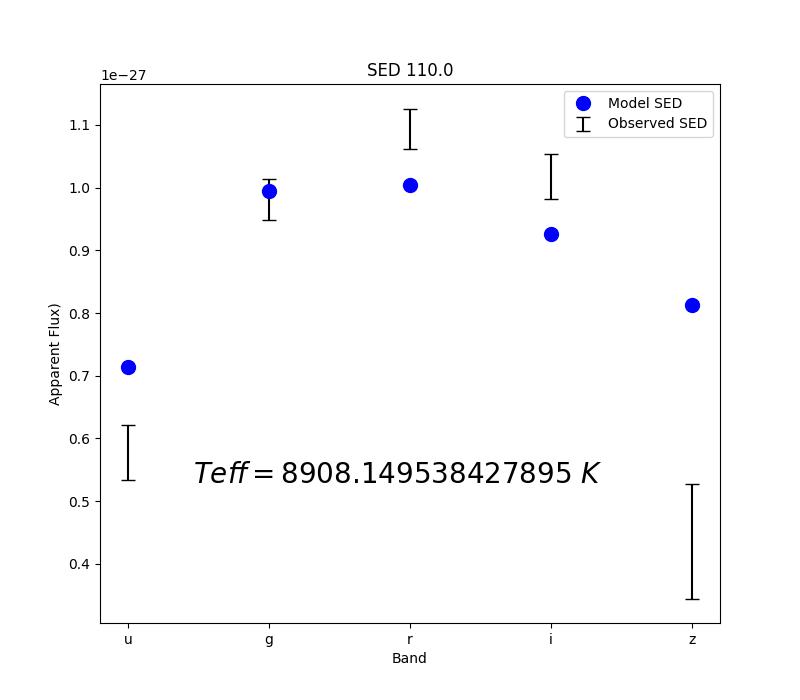 SED 110.0
1e−27
Model SED
Observed SED
1.1
1.0
0.9
0.8
0.7
0.6
0.5
0.4
Apparent Flux)
Teff = 8908.149538427895 K
u g r i z
Band